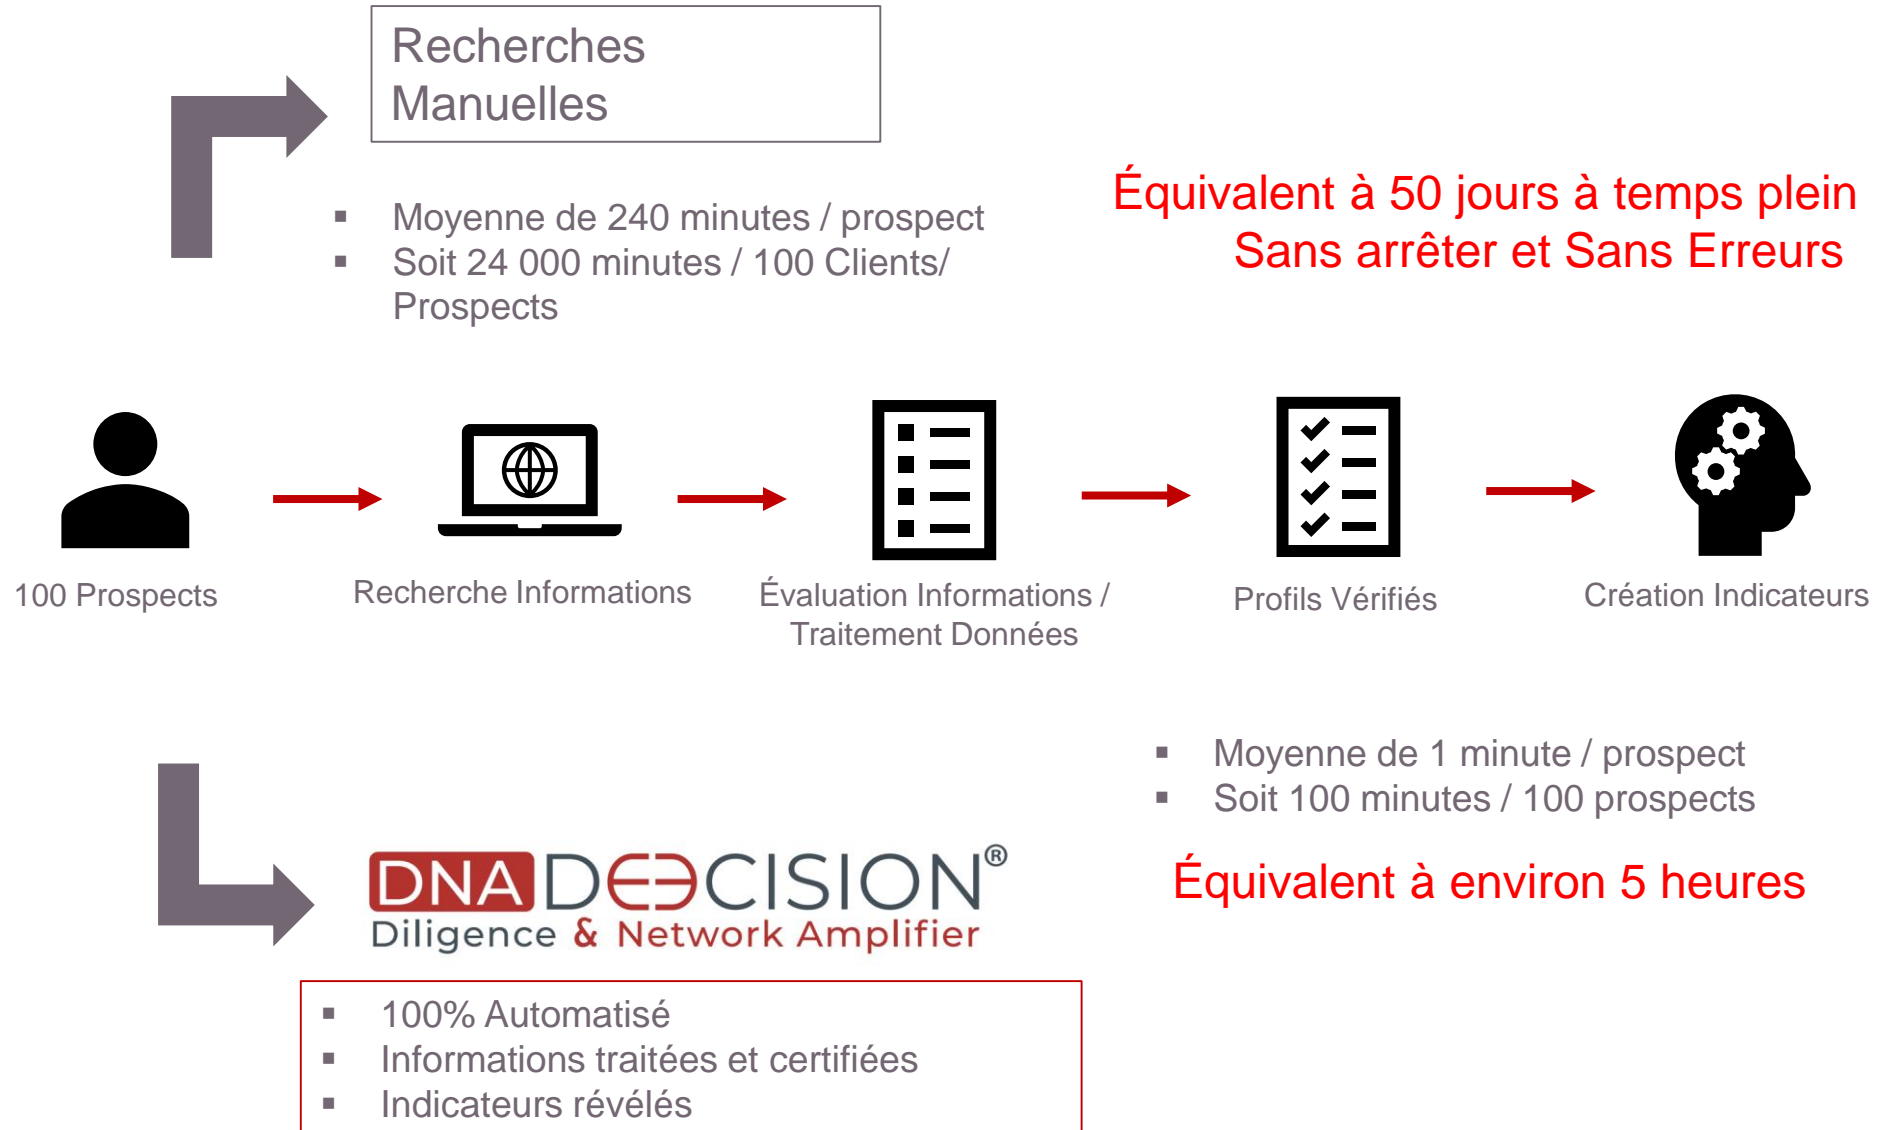 Recherches
Manuelles
▪ Moyenne de 240 minutes / prospect
▪ Soit 24 000 minutes / 100 Clients/
Prospects
Équivalent à 50 jours à temps plein
Sans arrêter et Sans Erreurs
100 Prospects
Recherche Informations
Évaluation Informations /
Traitement Données
Profils Vérifiés
Création Indicateurs
▪ Moyenne de 1 minute / prospect
▪ Soit 100 minutes / 100 prospects
Équivalent à environ 5 heures
DNA DEECISION®
Diligence & Network Amplifier
▪ 100% Automatisé
▪ Informations traitées et certifiées
▪ Indicateurs révélés